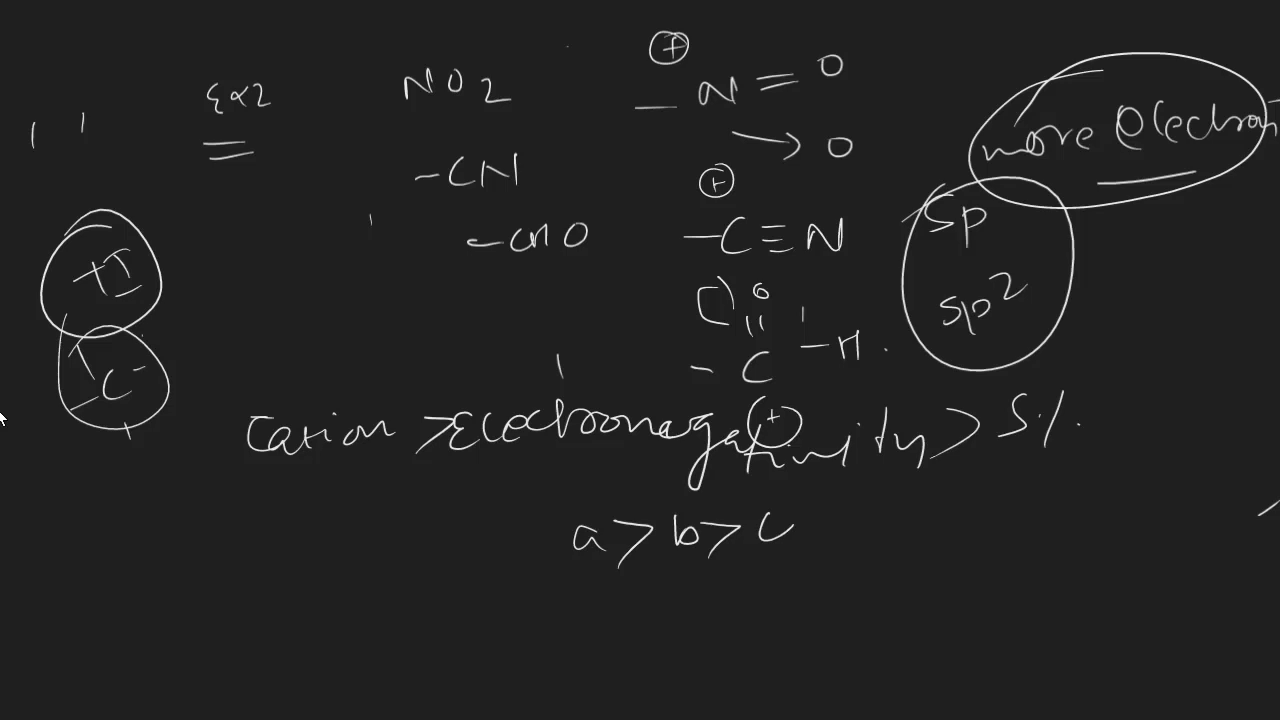 Ex2 NO2 ⊕
— N = O
→ O
more electron
-CN ⊕
-C≡N sp
-CHO
+I
O sp2
||
- C - H
-C-
Cation > Electronegativity > S%.
a > b > c